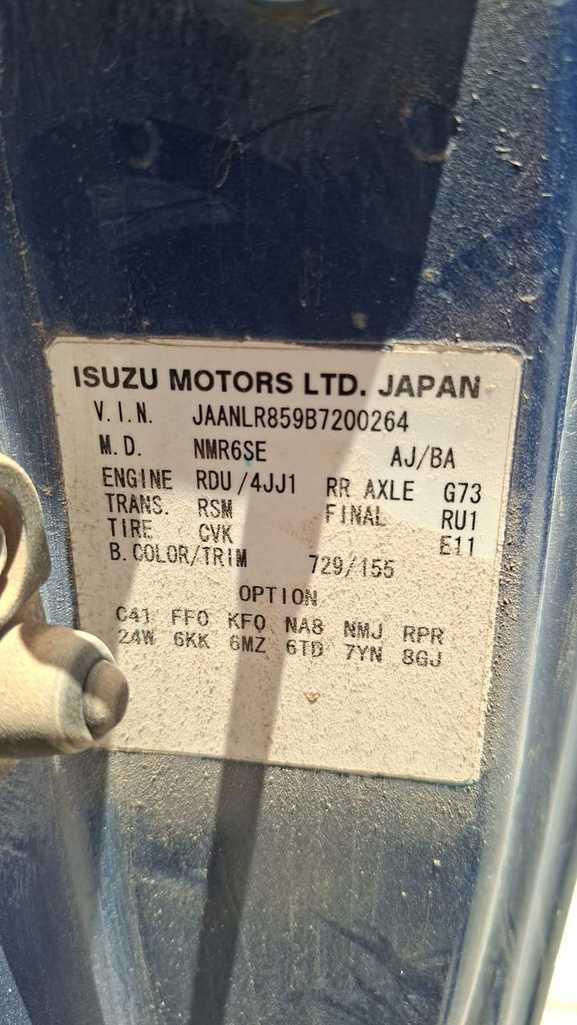 ISUZU MOTORS LTD. JAPAN
V.I.N. JAANLR859B7200264
M.D. NMR6SE AJ/BA
ENGINE RDU/4JJ1 RR AXLE G73
TRANS. RSM FINAL RU1
TIRE CVK E11
B.COLOR/TRIM 729/155
OPTION
C41 FF0 KF0 NA8 NMJ RPR
24W 6KK 6MZ 6TD 7YN 8GJ